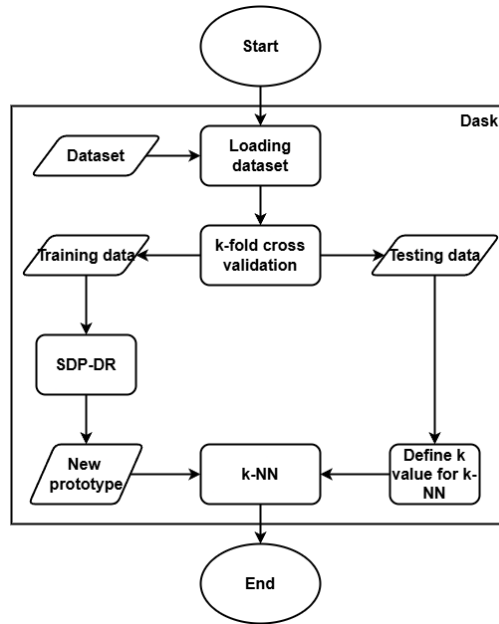 Start
Dask
Dataset
Loading
dataset
k-fold cross
validation
Training data
Testing data
SDP-DR
New
prototype
k-NN
Define k
value for k-
NN
End